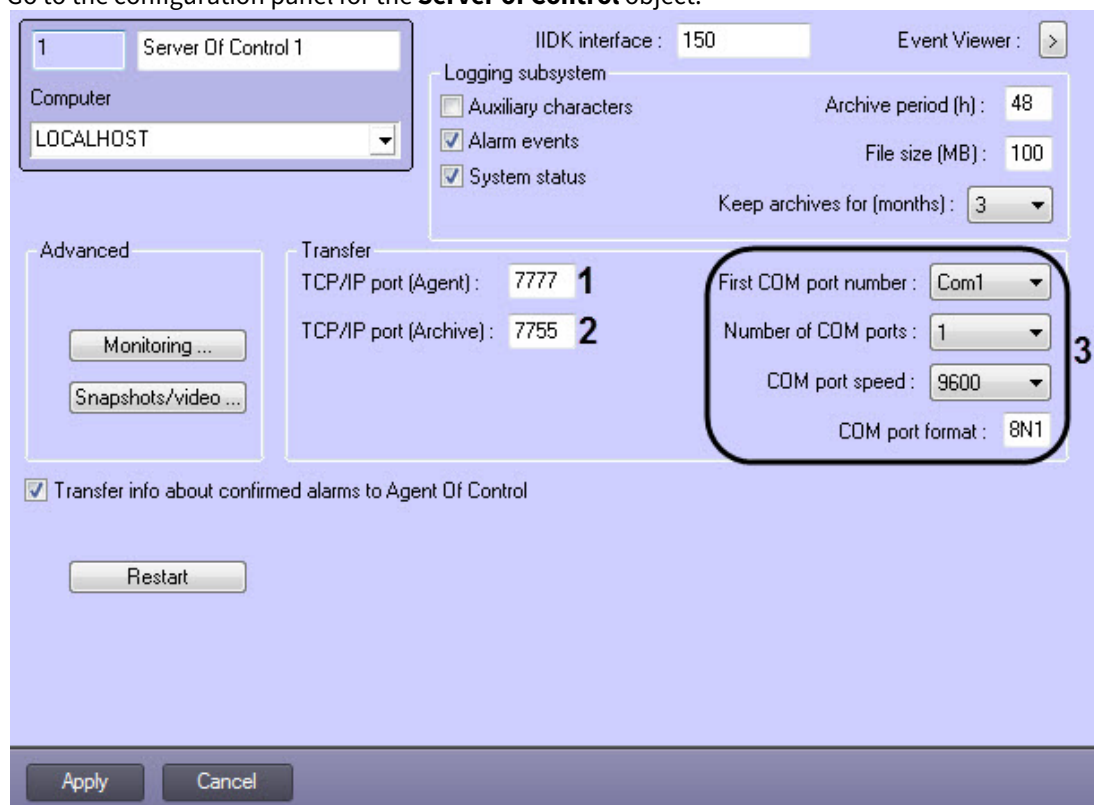 Go to the configuration panel for the Server of Control object.
1 Server Of Control 1
IIDK interface : 150 Event Viewer : >
Computer
LOCALHOST
Logging subsystem
Auxiliary characters
Alarm events
System status
Archive period (h) : 48
File size (MB) : 100
Keep archives for (months) : 3
Advanced
Monitoring ...
Snapshots/video ...
Transfer
TCP/IP port (Agent) : 7777 1
TCP/IP port (Archive) : 7755 2
First COM port number : Com1
Number of COM ports : 1
COM port speed : 9600
COM port format : 8N1
3
Transfer info about confirmed alarms to Agent Of Control
Restart
Apply Cancel